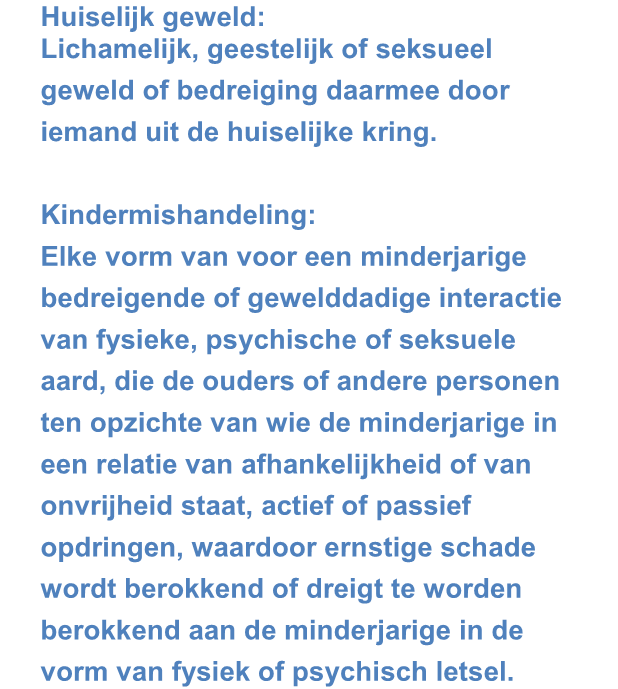 Huiselijk geweld:
Lichamelijk, geestelijk of seksueel
geweld of bedreiging daarmee door
iemand uit de huiselijke kring.
Kindermishandeling:
Elke vorm van voor een minderjarige
bedreigende of gewelddadige interactie
van fysieke, psychische of seksuele
aard, die de ouders of andere personen
ten opzichte van wie de minderjarige in
een relatie van afhankelijkheid of van
onvrijheid staat, actief of passief
opdringen, waardoor ernstige schade
wordt berokkend of dreigt te worden
berokkend aan de minderjarige in de
vorm van fysiek of psychisch letsel.